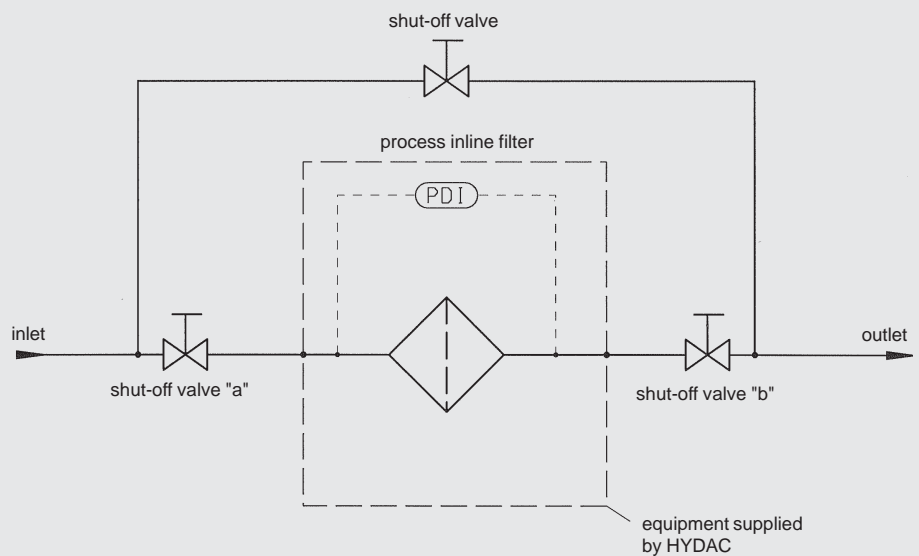 shut-off valve
process inline filter
PDI
inlet
outlet
shut-off valve "a"
shut-off valve "b"
equipment supplied
by HYDAC